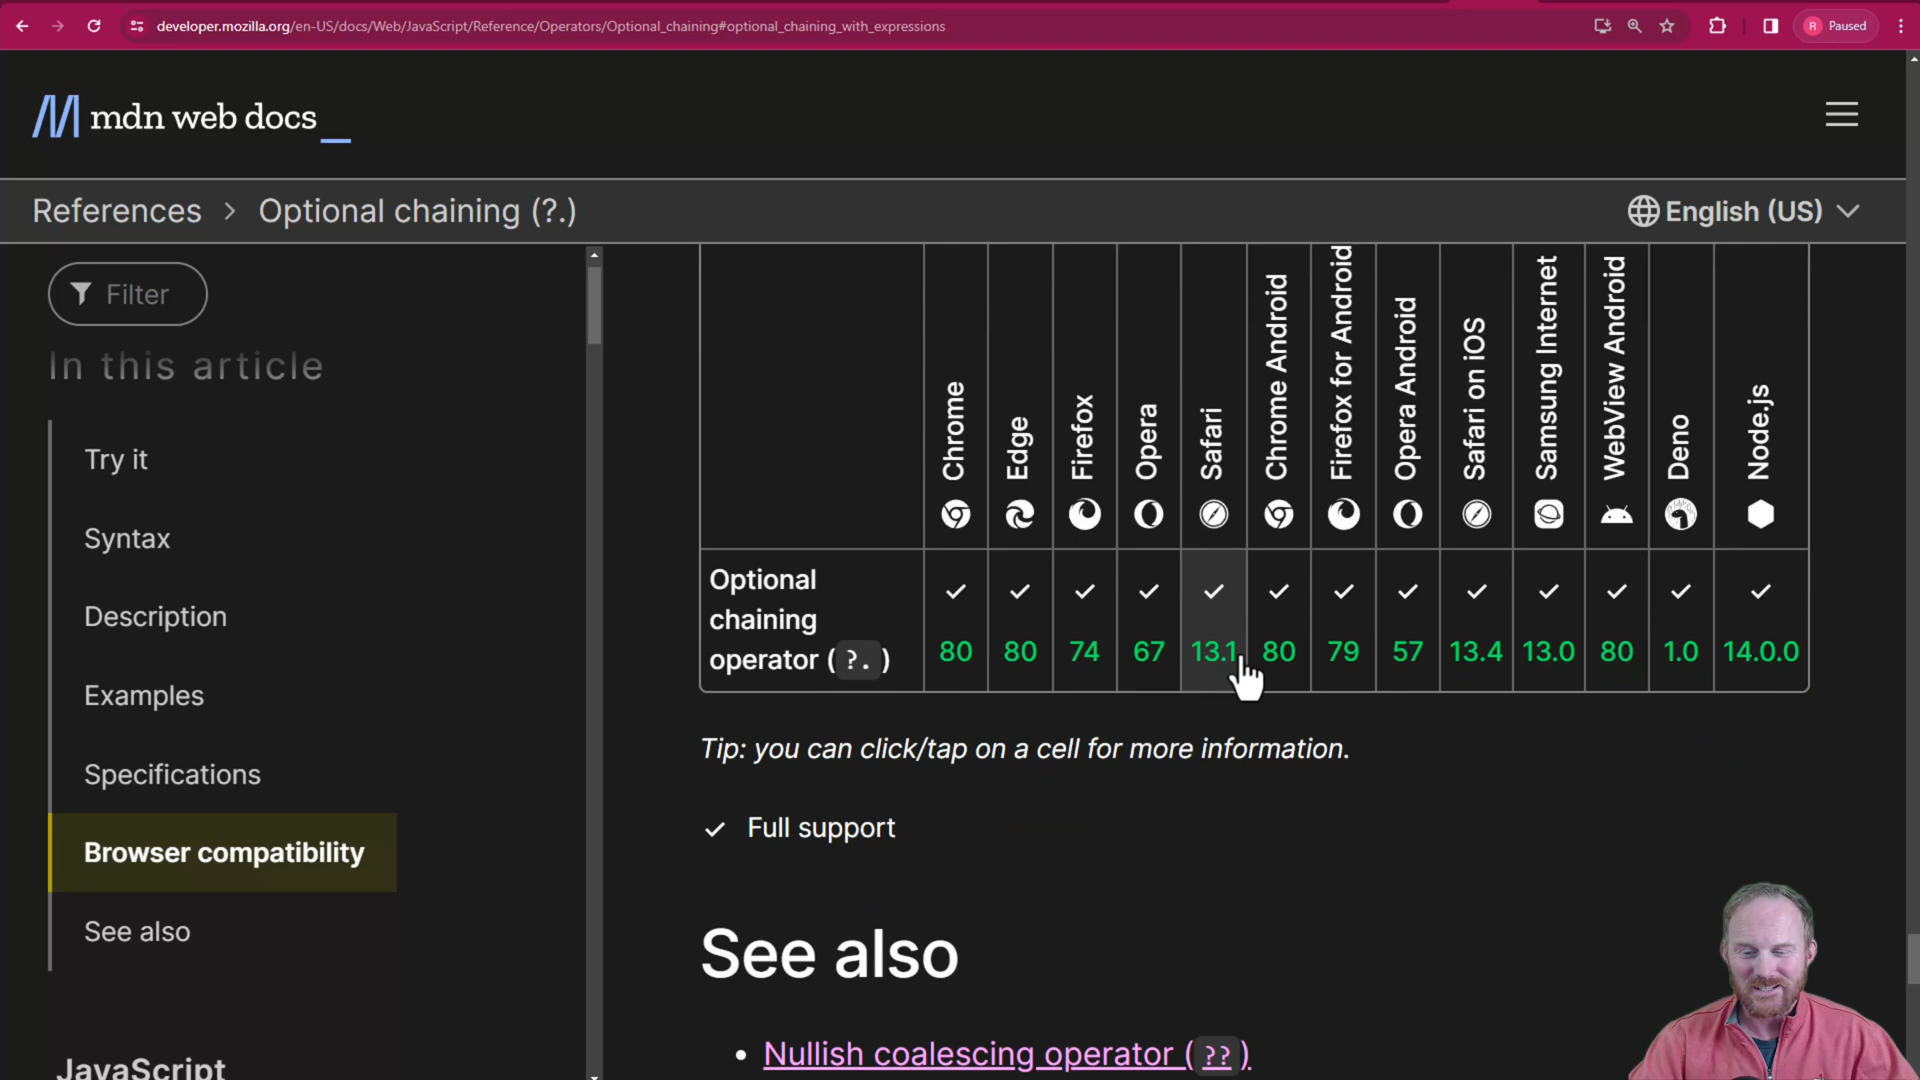 developer.mozilla.org/en-US/docs/Web/JavaScript/Reference/Operators/Optional_chaining#optional_chaining_with_expressions
R Paused
mdn web docs
References > Optional chaining (?.)
English (US)
Filter
In this article
Try it
Syntax
Description
Examples
Specifications
Browser compatibility
See also
JavaScript
Chrome
Edge
Firefox
Opera
Safari
Chrome Android
Firefox for Android
Opera Android
Safari on iOS
Samsung Internet
WebView Android
Deno
Node.js
Optional
chaining
operator (?.)
80 80 74 67 13.1 80 79 57 13.4 13.0 80 1.0 14.0.0
Tip: you can click/tap on a cell for more information.
Full support
See also
• Nullish coalescing operator (??)